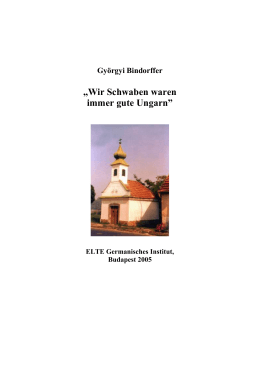 Györgyi Bindorffer
„Wir Schwaben waren
immer gute Ungarn”
ELTE Germanisches Institut,
Budapest 2005